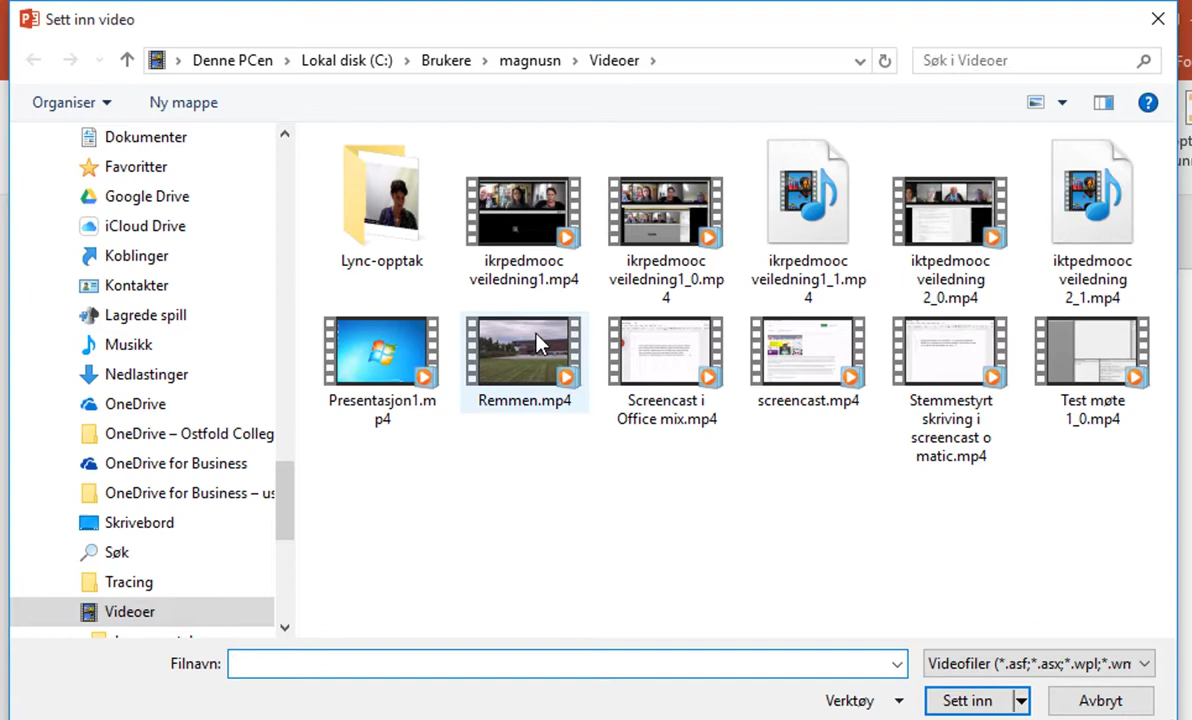 Sett inn video
Denne PCen
Lokal disk (C:)
Brukere
magnusn
Videoer
Søk i Videoer
Organiser
Ny mappe
Dokumenter
Favoritter
Google Drive
iCloud Drive
Koblinger
Kontakter
Lagrede spill
Musikk
Nedlastinger
OneDrive
OneDrive – Ostfold Colleg
OneDrive for Business
OneDrive for Business – us
Skrivebord
Søk
Tracing
Videoer
Lync-opptak
ikrpedmooc
veiledning1.mp4
ikrpedmooc
veiledning1_0.mp
4
ikrpedmooc
veiledning1_1.mp
4
iktpedmooc
veiledning
2_0.mp4
iktpedmooc
veiledning
2_1.mp4
Presentasjon1.m
p4
Remmen.mp4
Screencast i
Office mix.mp4
screencast.mp4
Stemmestyrt
skriving i
screencast o
matic.mp4
Test møte
1_0.mp4
Filnavn:
Videofiler (*.asf;*.asx;*.wpl;*.wn
Verktøy
Sett inn
Avbryt